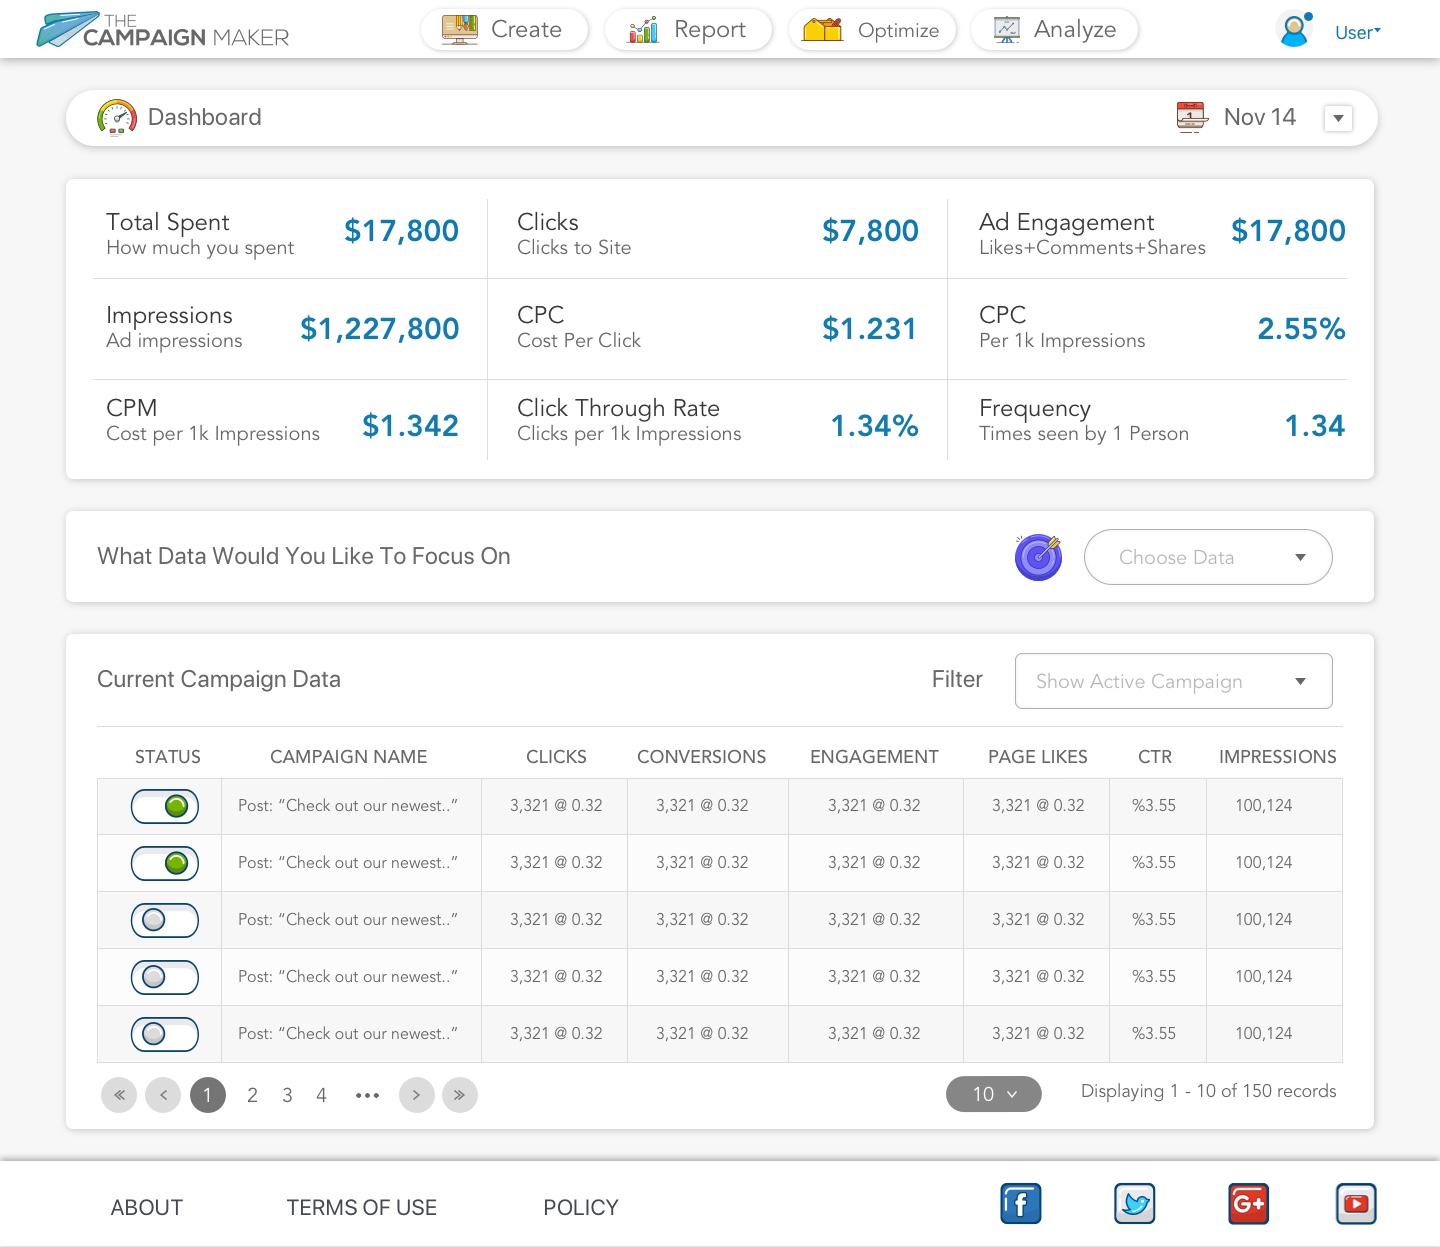 THE
CAMPAIGN MAKER
Create
Report
Optimize
Analyze
User
Dashboard
1
Nov 14
Total Spent
How much you spent
$17,800
Clicks
Clicks to Site
$7,800
Ad Engagement
Likes+Comments+Shares
$17,800
Impressions
Ad impressions
$1,227,800
CPC
Cost Per Click
$1.231
CPC
Per 1k Impressions
2.55%
CPM
Cost per 1k Impressions
$1.342
Click Through Rate
Clicks per 1k Impressions
1.34%
Frequency
Times seen by 1 Person
1.34
What Data Would You Like To Focus On
Choose Data
Current Campaign Data
Filter
Show Active Campaign
STATUS CAMPAIGN NAME CLICKS CONVERSIONS ENGAGEMENT PAGE LIKES CTR IMPRESSIONS
Post: “Check out our newest..” 3,321 @ 0.32 3,321 @ 0.32 3,321 @ 0.32 3,321 @ 0.32 %3.55 100,124
Post: “Check out our newest..” 3,321 @ 0.32 3,321 @ 0.32 3,321 @ 0.32 3,321 @ 0.32 %3.55 100,124
Post: “Check out our newest..” 3,321 @ 0.32 3,321 @ 0.32 3,321 @ 0.32 3,321 @ 0.32 %3.55 100,124
Post: “Check out our newest..” 3,321 @ 0.32 3,321 @ 0.32 3,321 @ 0.32 3,321 @ 0.32 %3.55 100,124
Post: “Check out our newest..” 3,321 @ 0.32 3,321 @ 0.32 3,321 @ 0.32 3,321 @ 0.32 %3.55 100,124
« < 1 2 3 4 ••• > »
10
Displaying 1 - 10 of 150 records
ABOUT
TERMS OF USE
POLICY
f
G+